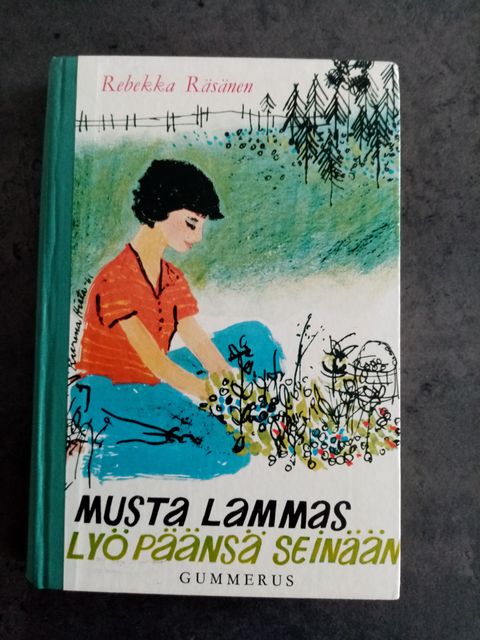 Rebekka Räsänen
MUSTA LAMMAS
LYÖ PÄÄNSÄ SEINÄÄN
GUMMERUS